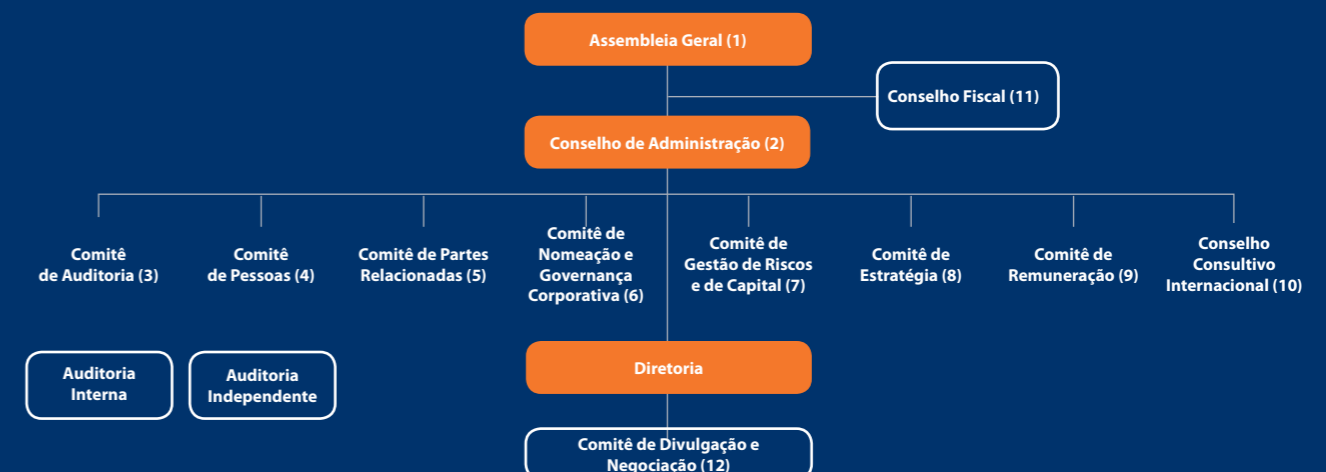 Assembleia Geral (1)
Conselho Fiscal (11)
Conselho de Administração (2)
Comitê
de Auditoria (3)
Comitê
de Pessoas (4)
Comitê de Partes
Relacionadas (5)
Comitê de
Nomeação e
Governança
Corporativa (6)
Comitê de
Gestão de Riscos
e de Capital (7)
Comitê de
Estratégia (8)
Comitê de
Remuneração (9)
Conselho
Consultivo
Internacional (10)
Auditoria
Interna
Auditoria
Independente
Diretoria
Comitê de Divulgação e
Negociação (12)